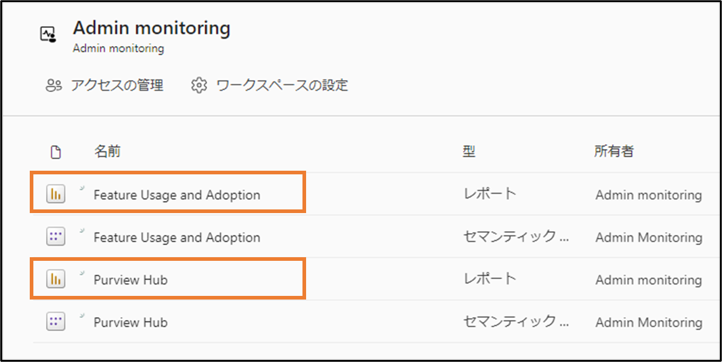 Admin monitoring
Admin monitoring
アクセスの管理 ワークスペースの設定
名前 型 所有者
Feature Usage and Adoption レポート Admin monitoring
Feature Usage and Adoption セマンティック ... Admin Monitoring
Purview Hub レポート Admin monitoring
Purview Hub セマンティック ... Admin Monitoring